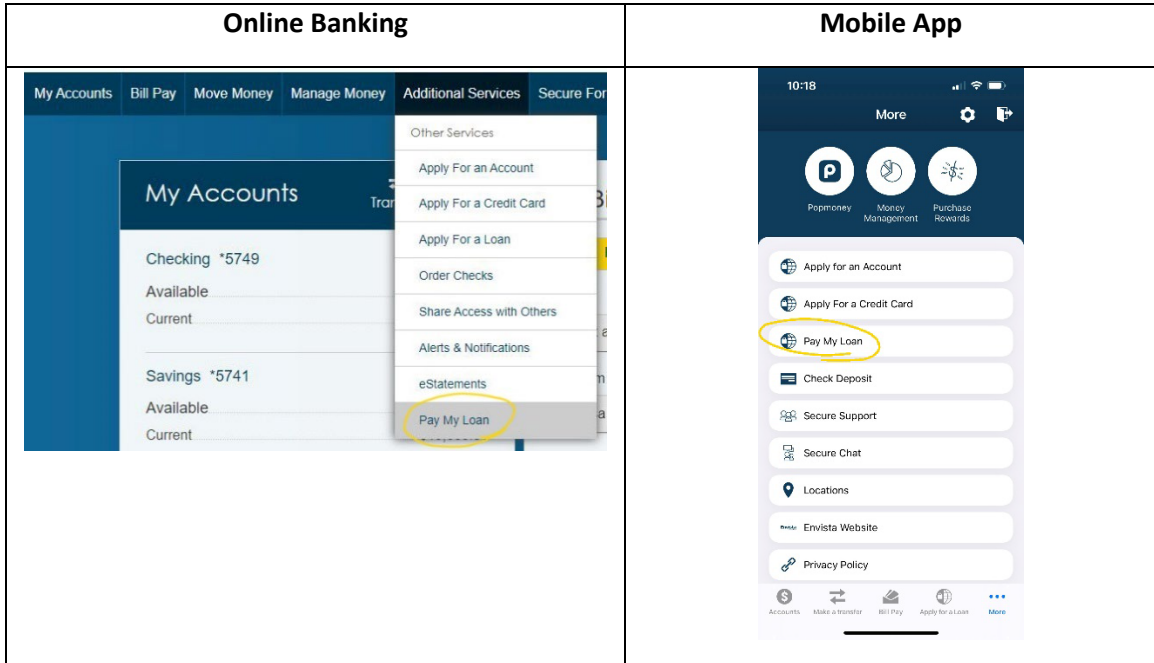 Online Banking
Mobile App
My Accounts Bill Pay Move Money Manage Money Additional Services Secure For
Other Services
Apply For an Account
Apply For a Credit Card
Apply For a Loan
Order Checks
Share Access with Others
Alerts & Notifications
eStatements
Pay My Loan
My Accounts
Tran
Checking *5749
Available
Current
Savings *5741
Available
Current
10:18
More
Popmoney
Money Management
Purchase Rewards
Apply for an Account
Apply For a Credit Card
Pay My Loan
Check Deposit
Secure Support
Secure Chat
Locations
Envista Website
Privacy Policy
Accounts Make a transfer Bill Pay Apply for a Loan More